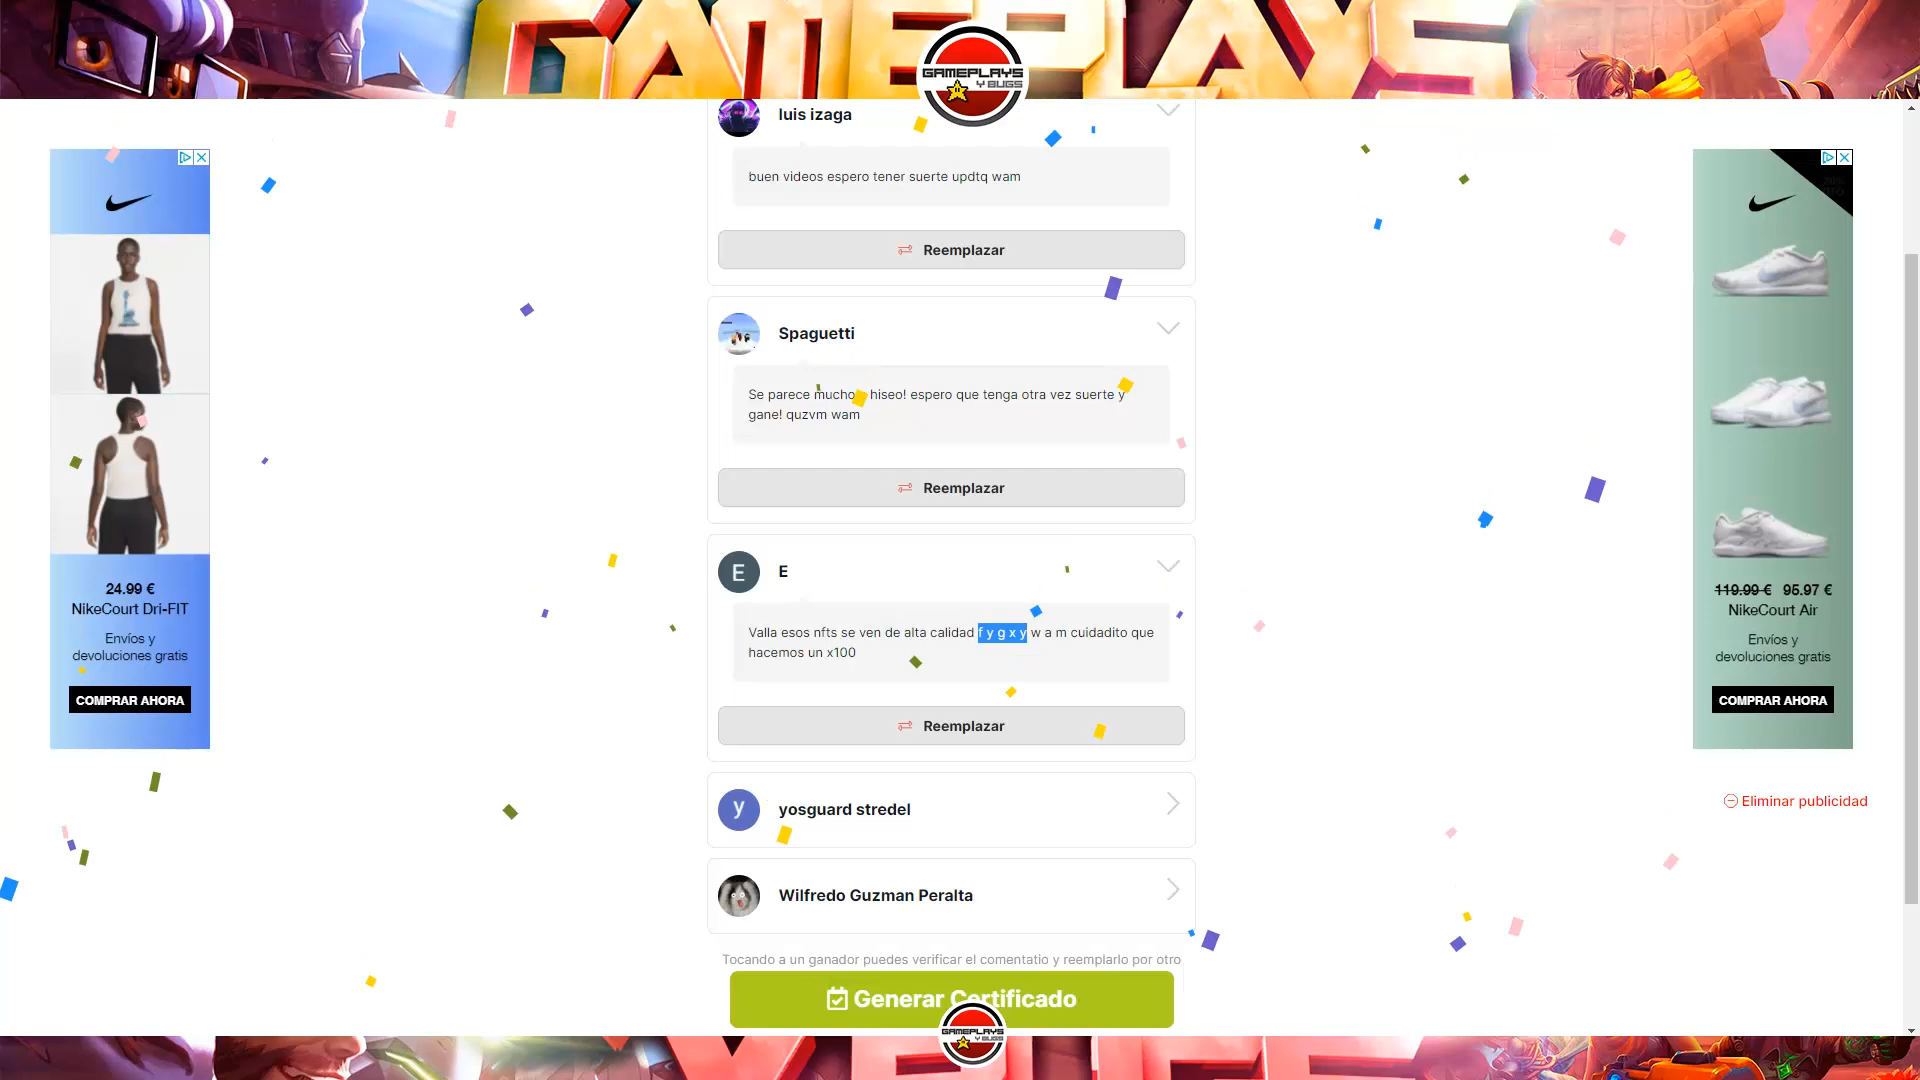 GAMEPLAYS
GAMEPLAYS
Y BUGS
luis izaga
buen videos espero tener suerte updtq wam
Reemplazar
Spaguetti
Se parece mucho hiseo! espero que tenga otra vez suerte y
gane! quzvm wam
Reemplazar
E
E
Valla esos nfts se ven de alta calidad f y g x y w a m cuidadito que
hacemos un x100
Reemplazar
y
yosguard stredel
Wilfredo Guzman Peralta
Tocando a un ganador puedes verificar el comentatio y reemplarlo por otro
Generar Certificado
24.99 €
NikeCourt Dri-FIT
Envíos y
devoluciones gratis
COMPRAR AHORA
119.99 € 95.97 €
NikeCourt Air
Envíos y
devoluciones gratis
COMPRAR AHORA
Eliminar publicidad
GAMEPLAYS
Y BUGS